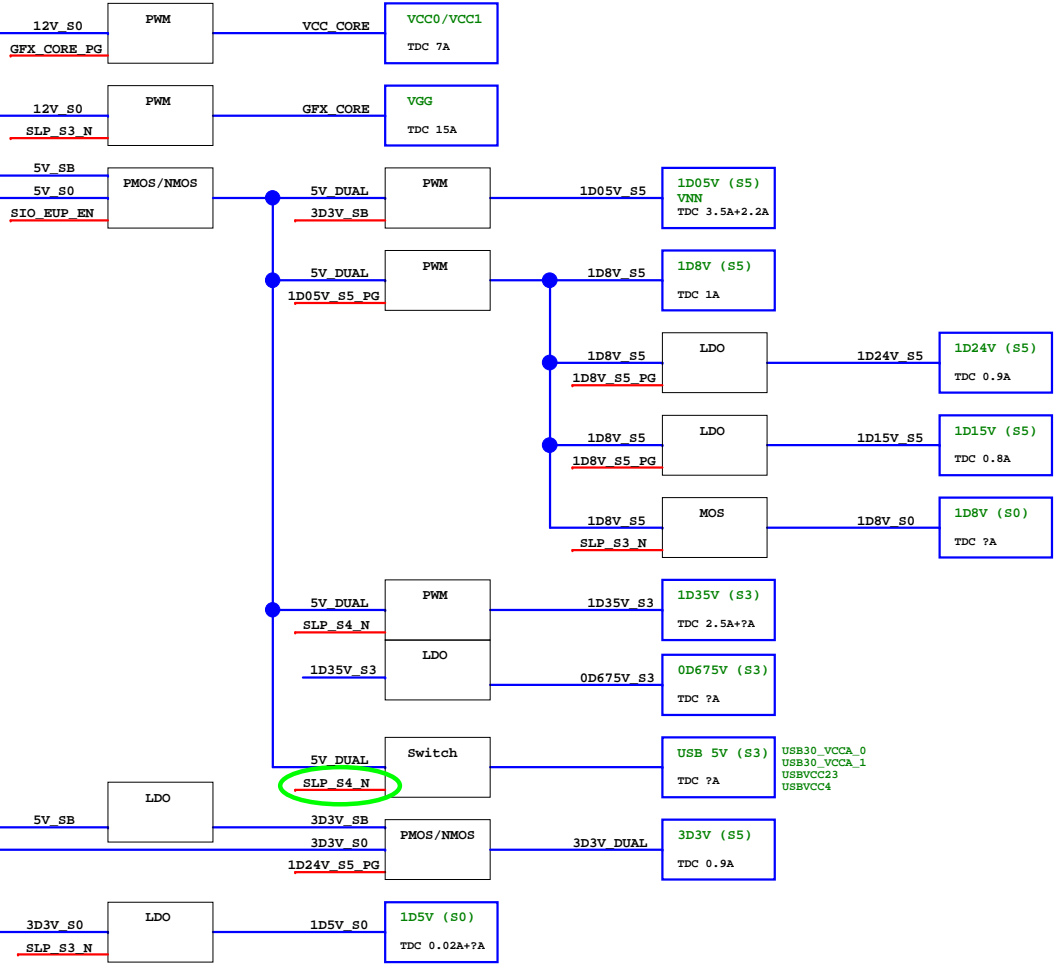 12V_S0
GFX_CORE_PG
PWM
VCC_CORE
VCC0/VCC1
TDC 7A
12V_S0
SLP_S3_N
PWM
GFX_CORE
VGG
TDC 15A
5V_SB
5V_S0
SIO_EUP_EN
PMOS/NMOS
5V_DUAL
3D3V_SB
PWM
1D05V_S5
1D05V (S5)
VNN
TDC 3.5A+2.2A
5V_DUAL
1D05V_S5_PG
PWM
1D8V_S5
1D8V (S5)
TDC 1A
1D8V_S5
1D8V_S5_PG
LDO
1D24V_S5
1D24V (S5)
TDC 0.9A
1D8V_S5
1D8V_S5_PG
LDO
1D15V_S5
1D15V (S5)
TDC 0.8A
1D8V_S5
SLP_S3_N
MOS
1D8V_S0
1D8V (S0)
TDC ?A
5V_DUAL
SLP_S4_N
PWM
1D35V_S3
1D35V (S3)
TDC 2.5A+?A
1D35V_S3
LDO
0D675V_S3
0D675V (S3)
TDC ?A
5V_DUAL
SLP_S4_N
Switch
USB 5V (S3)
TDC ?A
USB30_VCCA_0
USB30_VCCA_1
USBVCC23
USBVCC4
5V_SB
LDO
3D3V_SB
3D3V_S0
1D24V_S5_PG
PMOS/NMOS
3D3V_DUAL
3D3V (S5)
TDC 0.9A
3D3V_S0
SLP_S3_N
LDO
1D5V_S0
1D5V (S0)
TDC 0.02A+?A